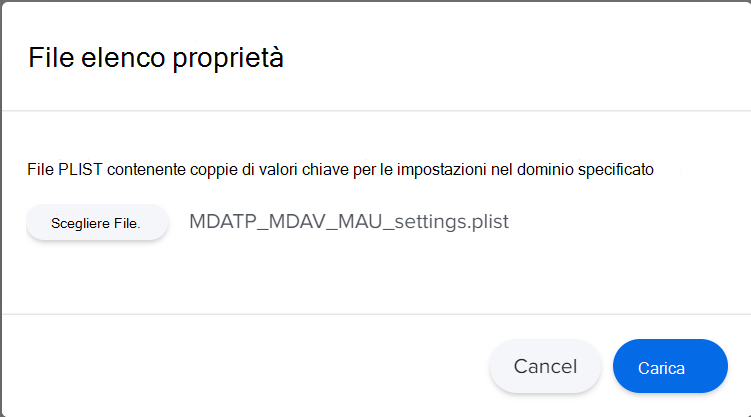 File elenco proprietà
File PLIST contenente coppie di valori chiave per le impostazioni nel dominio specificato
Scegliere File. MDATP_MDAV_MAU_settings.plist
Cancel Carica